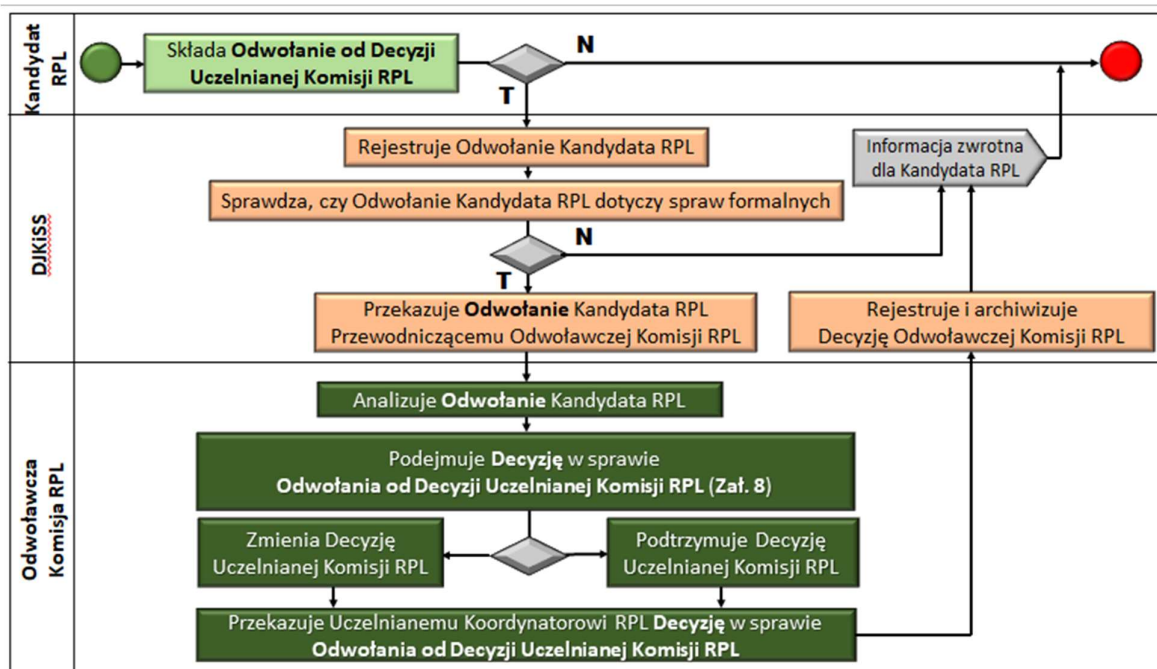 Kandydat
RPL
Składa Odwołanie od Decyzji
Uczelnianej Komisji RPL
N
T
DJKiSS
Rejestruje Odwołanie Kandydata RPL
Informacja zwrotna
dla Kandydata RPL
Sprawdza, czy Odwołanie Kandydata RPL dotyczy spraw formalnych
N
T
Przekazuje Odwołanie Kandydata RPL
Przewodniczącemu Odwoławczej Komisji RPL
Rejestruje i archiwizuje
Decyzję Odwoławczej Komisji RPL
Odwoławcza
Komisja RPL
Analizuje Odwołanie Kandydata RPL
Podejmuje Decyzję w sprawie
Odwołania od Decyzji Uczelnianej Komisji RPL (Zał. 8)
Zmienia Decyzję
Uczelnianej Komisji RPL
Podtrzymuje Decyzję
Uczelnianej Komisji RPL
Przekazuje Uczelnianemu Koordynatorowi RPL Decyzję w sprawie
Odwołania od Decyzji Uczelnianej Komisji RPL